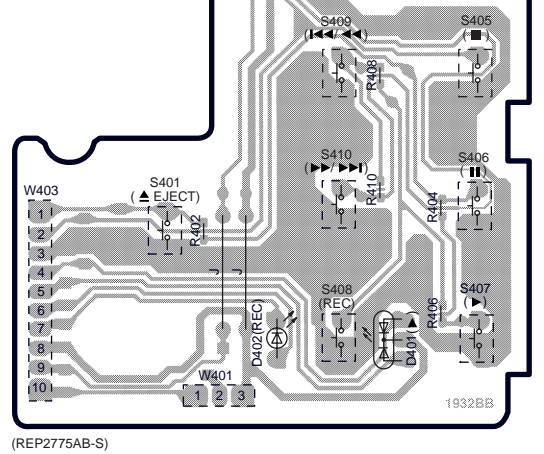 S409
(⏮/◀◀)
S405
(■)
R408
S410
(▶▶/⏭)
S406
(⏸)
S401
(⏏ EJECT)
R410
R404
W403
1
2
3
4
5
6
7
8
9
10
R402
J
J
S408
(REC)
S407
(▶)
D402(REC)
D401(▲)
R406
W401
1 2 3
1932BB
(REP2775AB-S)